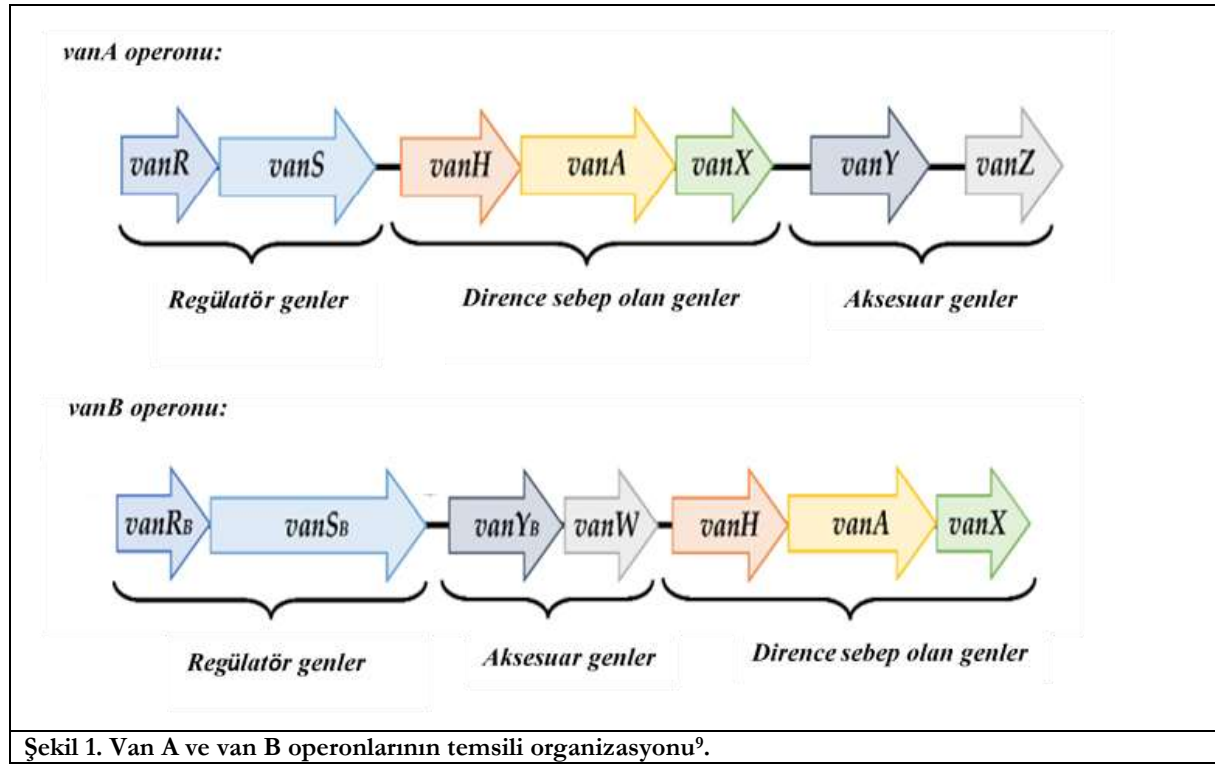 vanA operonu:
vanR vanS vanH vanA vanX vanY vanZ
Regülatör genler Dirence sebep olan genler Aksesuar genler
vanB operonu:
vanRB vanSB vanYB vanW vanH vanA vanX
Regülatör genler Aksesuar genler Dirence sebep olan genler
Şekil 1. Van A ve van B operonlarının temsili organizasyonu⁹.